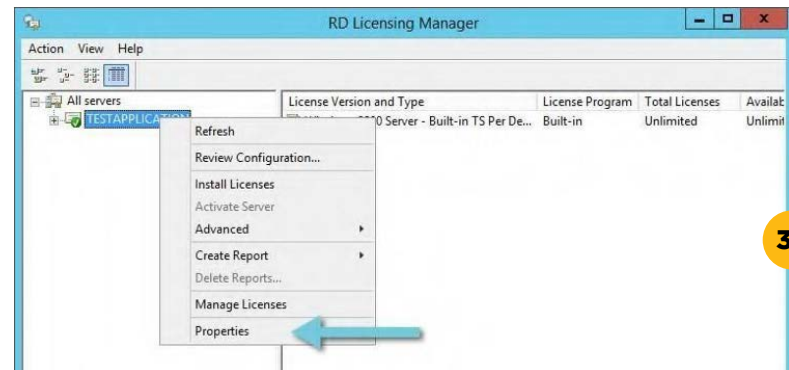 RD Licensing Manager
Action View Help
All servers
TESTAPPLICATION
License Version and Type License Program Total Licenses Availab
Server - Built-in TS Per De... Built-in Unlimited Unlimit
Refresh
Review Configuration...
Install Licenses
Activate Server
Advanced
Create Report
Delete Reports...
Manage Licenses
Properties
3